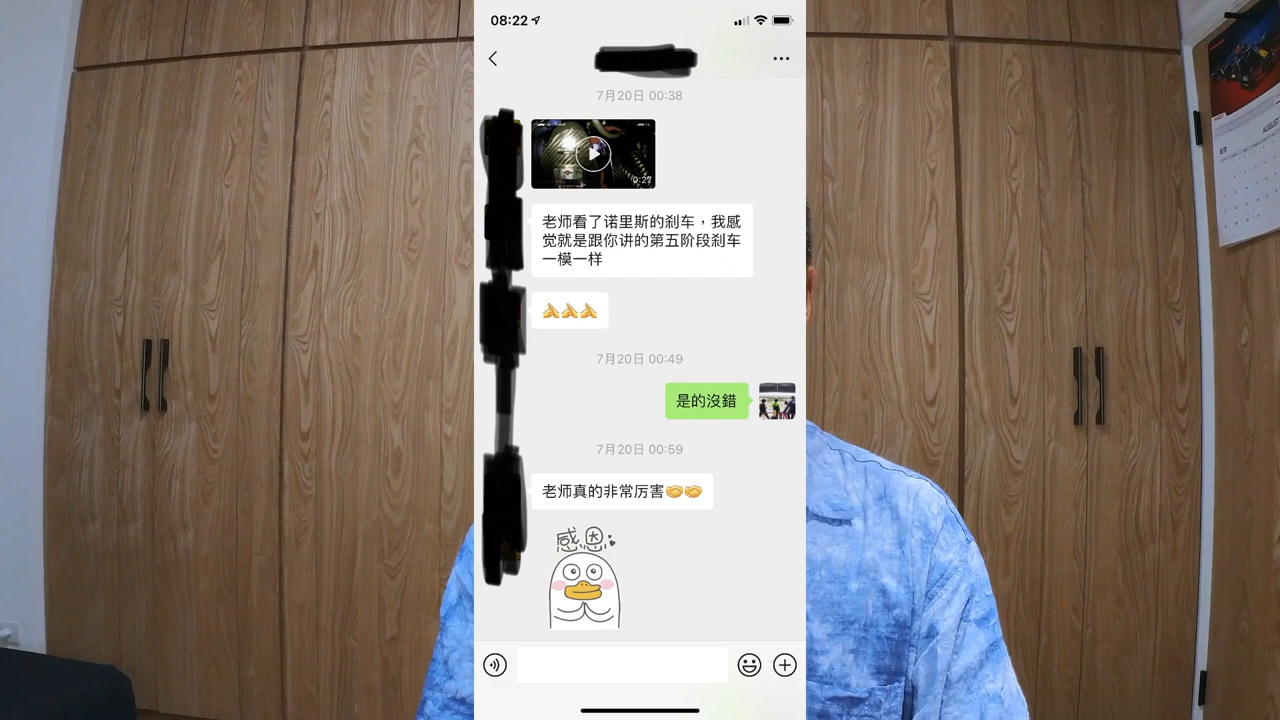 08:22
7月20日 00:38
0:27
老师看了诺里斯的刹车，我感
觉就是跟你讲的第五阶段刹车
一模一样
7月20日 00:49
是的沒錯
7月20日 00:59
老师真的非常厉害
感恩
AUGUST